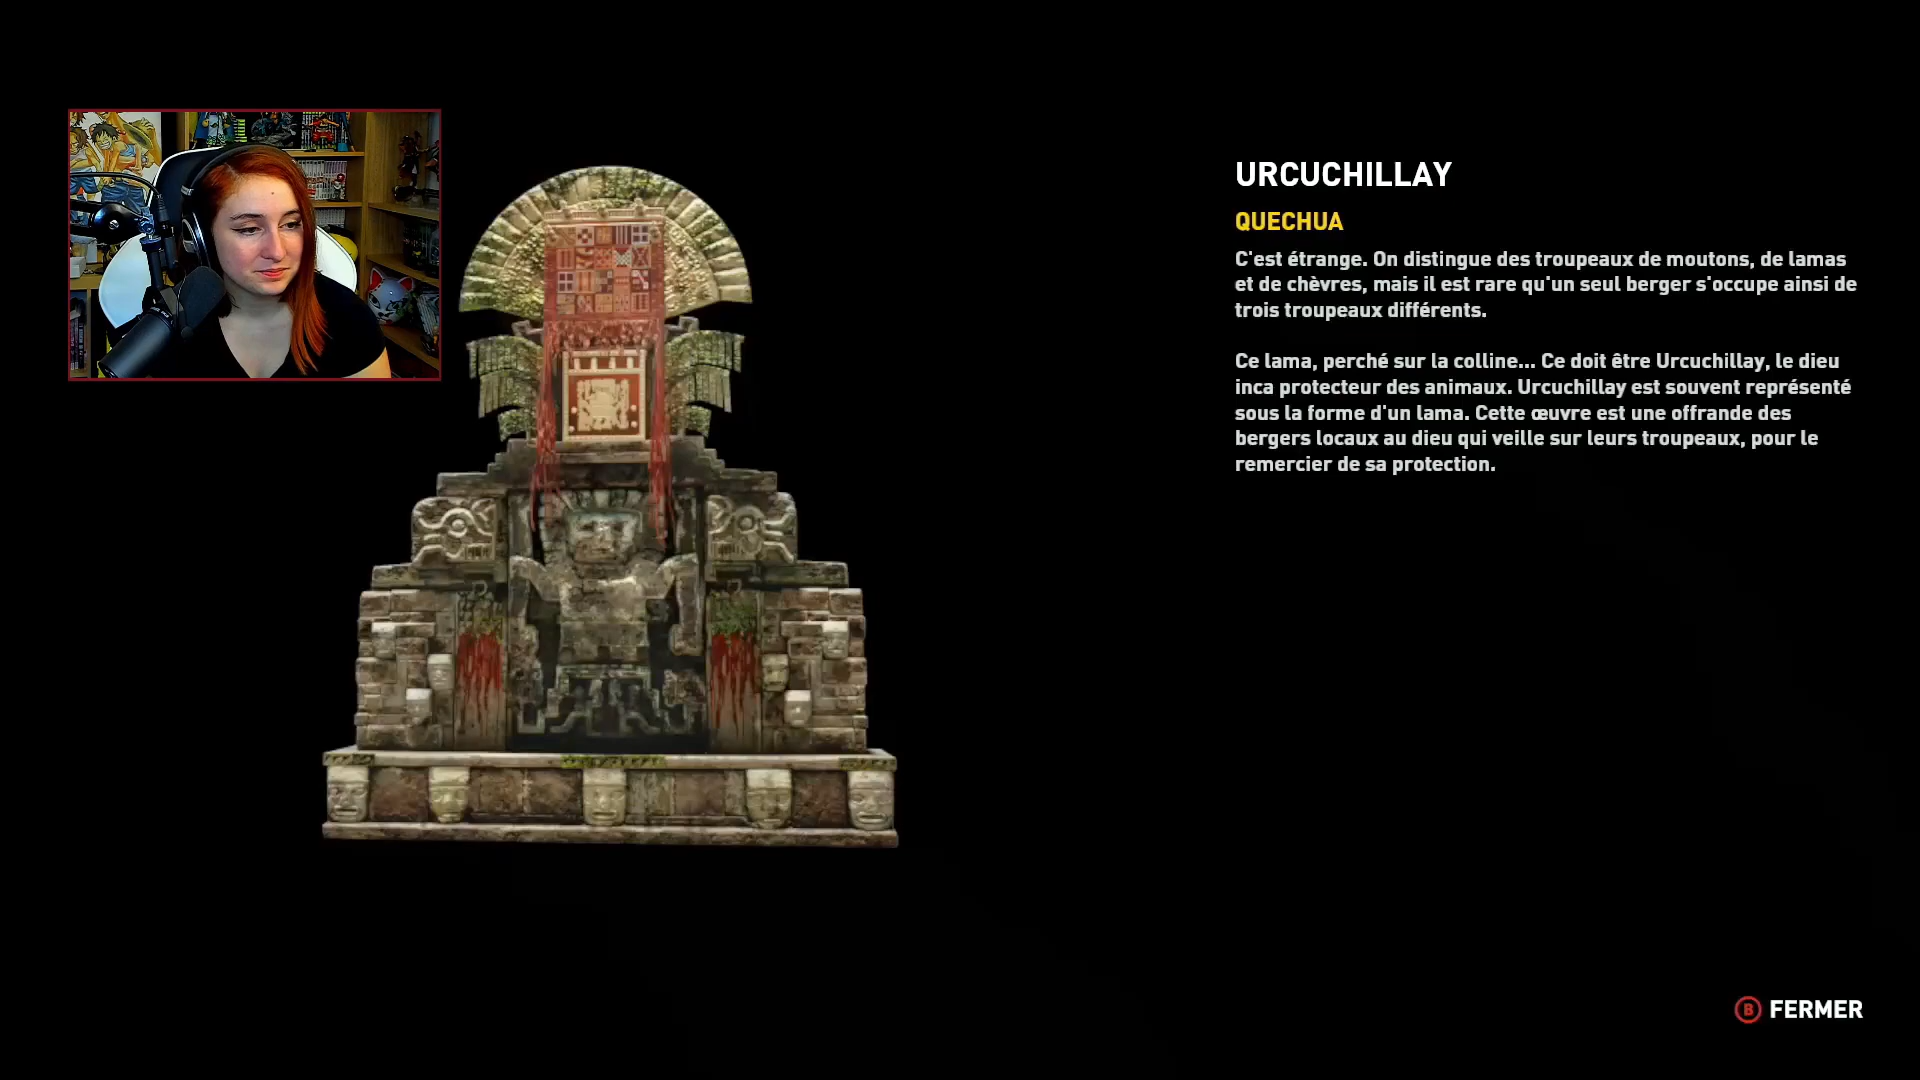 URCUCHILLAY
QUECHUA
C'est étrange. On distingue des troupeaux de moutons, de lamas
et de chèvres, mais il est rare qu'un seul berger s'occupe ainsi de
trois troupeaux différents.
Ce lama, perché sur la colline... Ce doit être Urcuchillay, le dieu
inca protecteur des animaux. Urcuchillay est souvent représenté
sous la forme d'un lama. Cette œuvre est une offrande des
bergers locaux au dieu qui veille sur leurs troupeaux, pour le
remercier de sa protection.
B FERMER